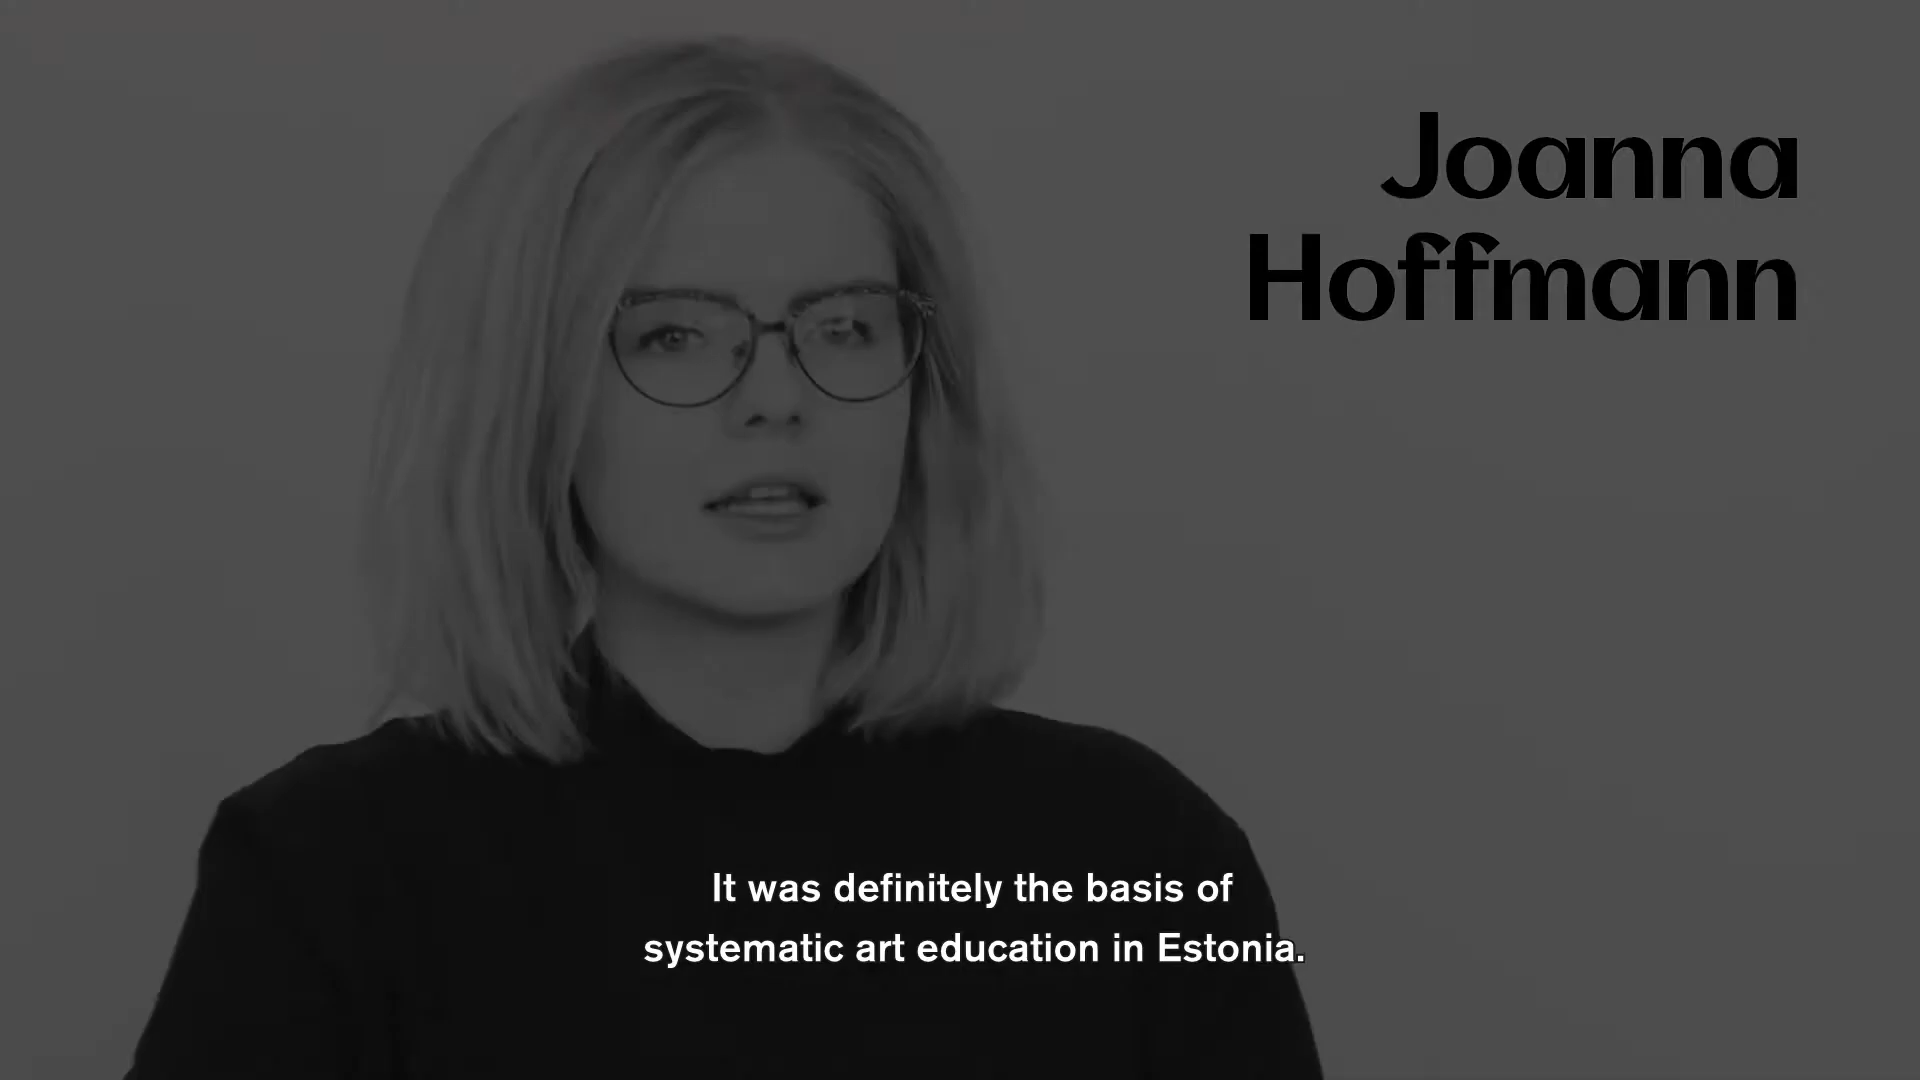 Joanna
Hoffmann
It was definitely the basis of
systematic art education in Estonia.